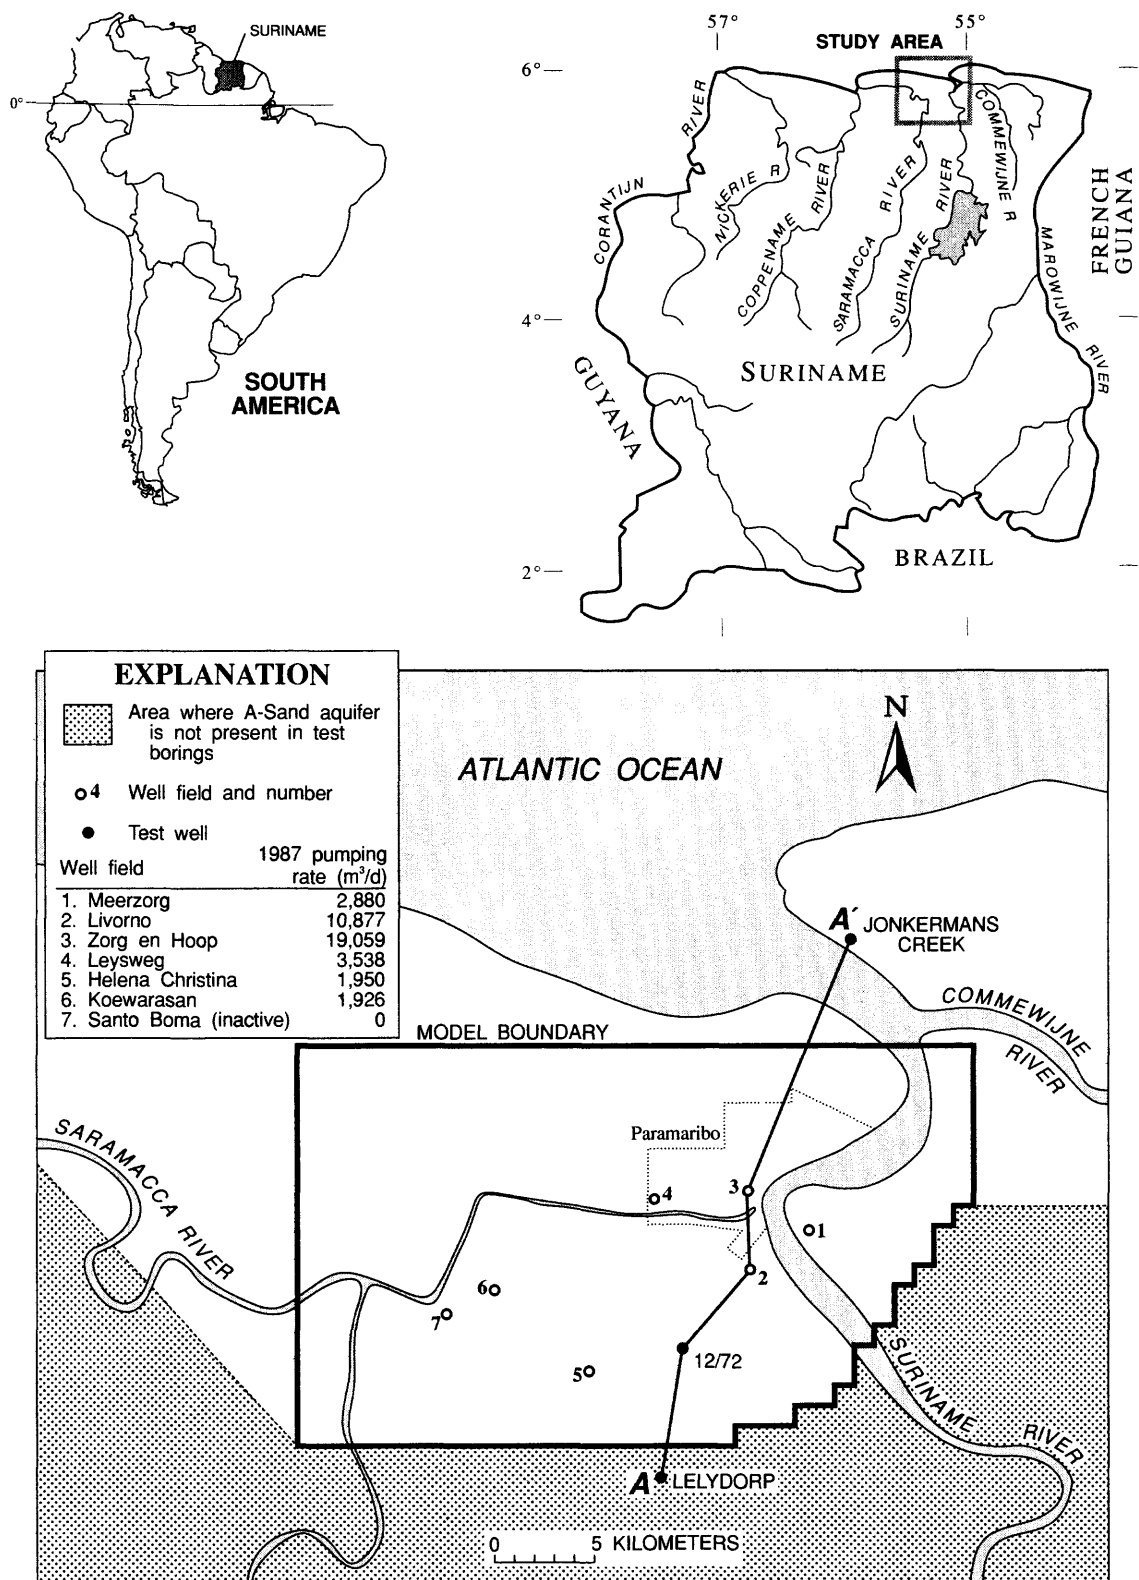 SURINAME
0°
SOUTH
AMERICA
57°
55°
STUDY AREA
6°
4°
2°
CORANTIJN RIVER
NICKERIE R
COPPENAME RIVER
SARAMACCA RIVER
SURINAME RIVER
COMMEWIJNE R
MAROWIJNE RIVER
FRENCH
GUIANA
GUYANA
SURINAME
BRAZIL
EXPLANATION
Area where A-Sand aquifer
is not present in test
borings
4 Well field and number
Test well
Well field 1987 pumping
rate (m³/d)
1. Meerzorg 2,880
2. Livorno 10,877
3. Zorg en Hoop 19,059
4. Leysweg 3,538
5. Helena Christina 1,950
6. Koewarasan 1,926
7. Santo Boma (inactive) 0
ATLANTIC OCEAN
N
A′ JONKERMANS
CREEK
COMMEWIJNE
RIVER
MODEL BOUNDARY
Paramaribo
SARAMACCA RIVER
4
3
1
2
6
7
5
12/72
SURINAME RIVER
A LELYDORP
0 5 KILOMETERS